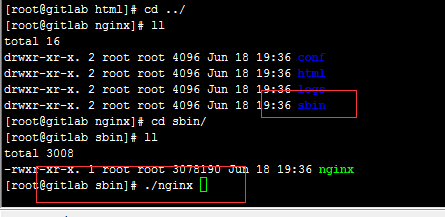 [root@gitlab html]# cd ../
[root@gitlab nginx]# ll
total 16
drwxr-xr-x. 2 root root 4096 Jun 18 19:36 conf
drwxr-xr-x. 2 root root 4096 Jun 18 19:36 html
drwxr-xr-x. 2 root root 4096 Jun 18 19:36 logs
drwxr-xr-x. 2 root root 4096 Jun 18 19:36 sbin
[root@gitlab nginx]# cd sbin/
[root@gitlab sbin]# ll
total 3008
-rwxr-xr-x. 1 root root 3078190 Jun 18 19:36 nginx
[root@gitlab sbin]# ./nginx